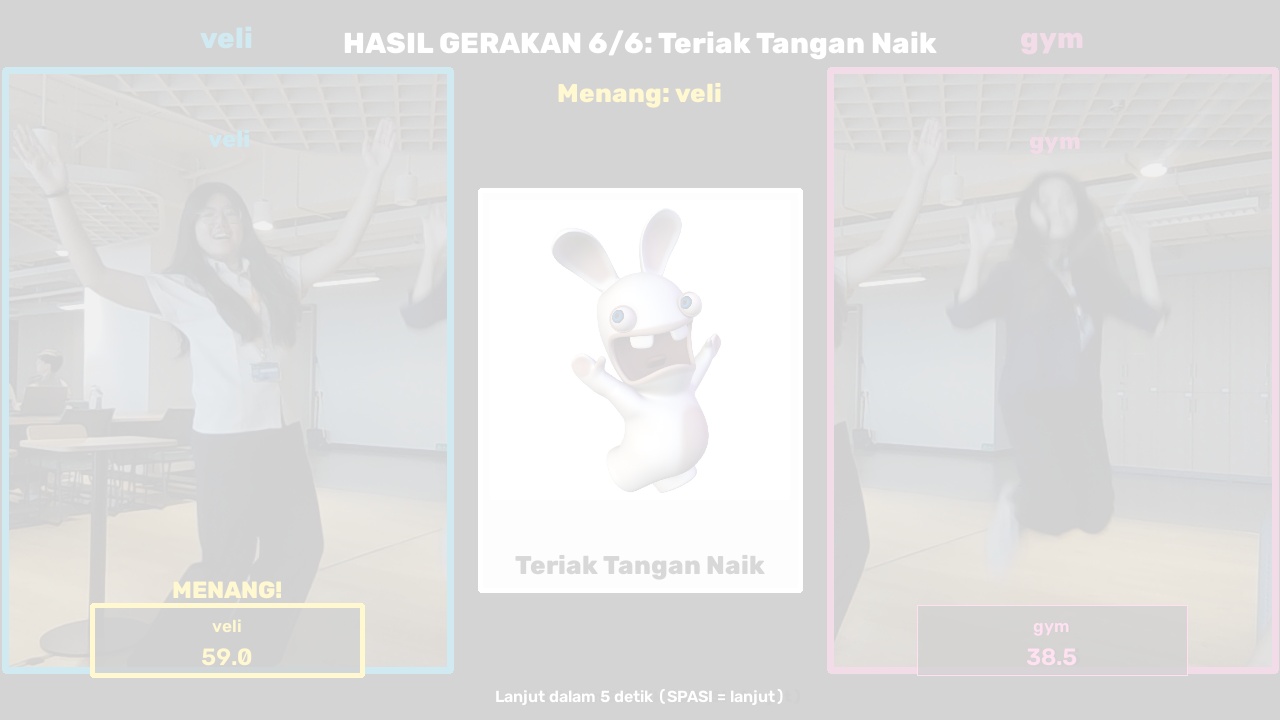 veli
HASIL GERAKAN 6/6: Teriak Tangan Naik
gym
Menang: veli
veli
gym
Teriak Tangan Naik
MENANG!
veli
59.0
gym
38.5
Lanjut dalam 5 detik (SPASI = lanjut)